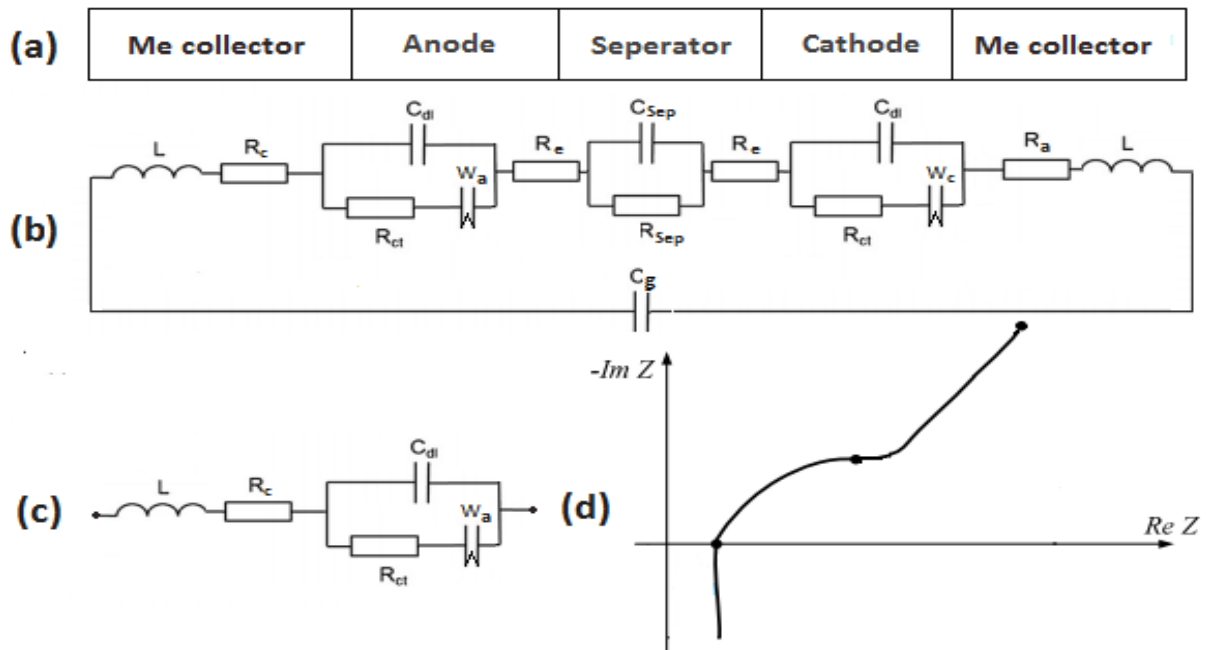 (a) Me collector Anode Seperator Cathode Me collector
Cdl CSep Cdl
L Rc Wa Re Re Wc Ra L
Rct RSep Rct
(b)
Cg
-Im Z
Cdl
L Rc Wa
(c) (d)
Rct
Re Z